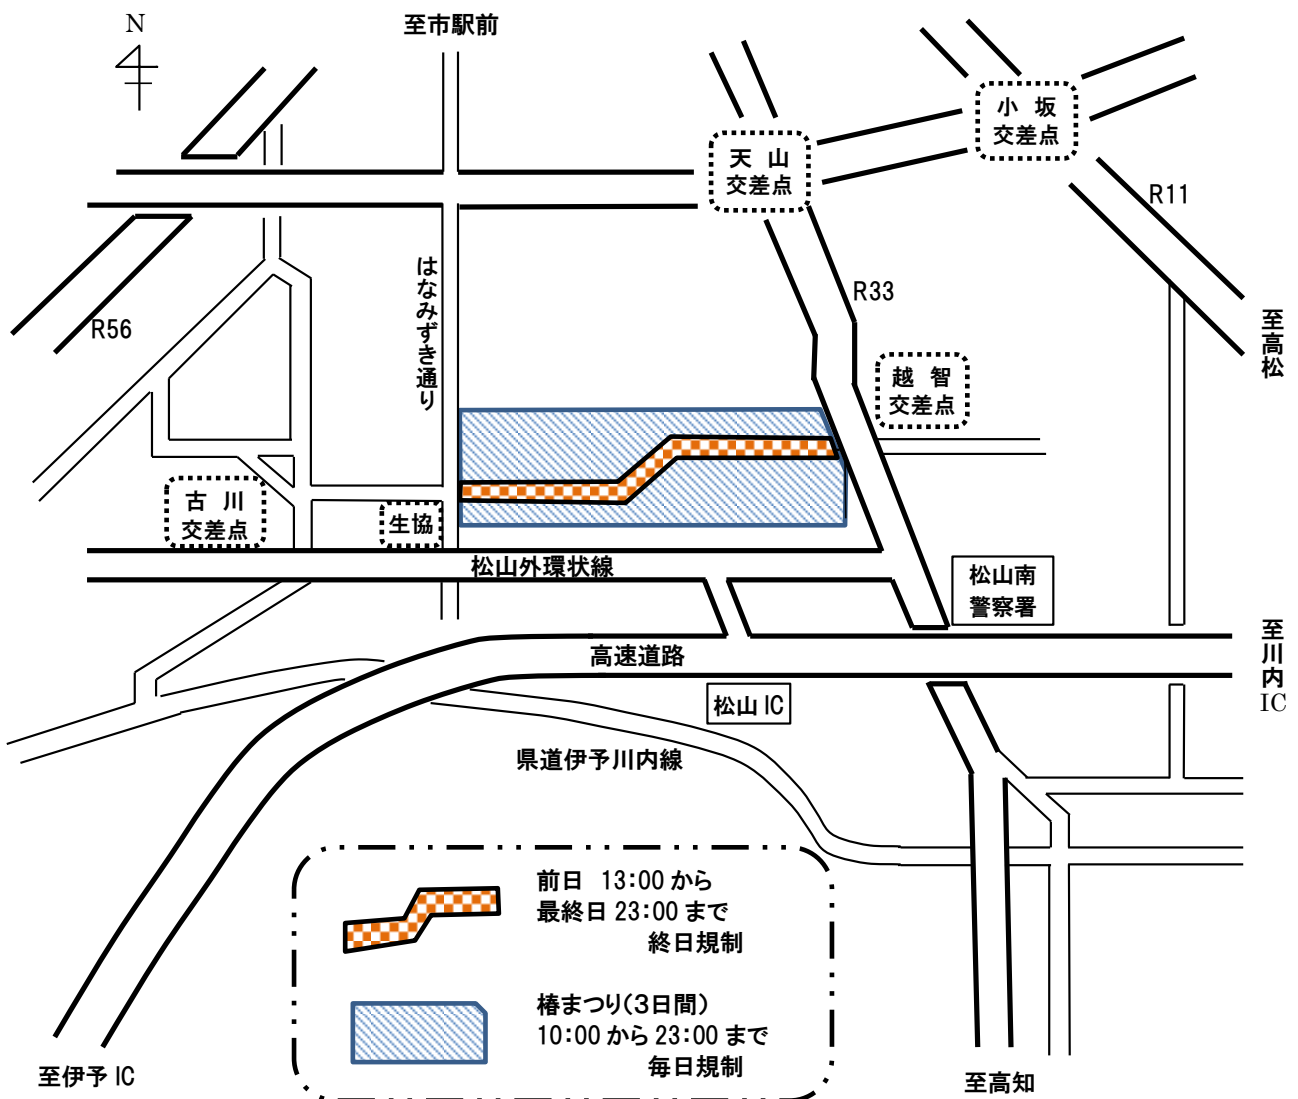 N
至市駅前
小 坂
交差点
天 山
交差点
R11
はなみずき通り
R33
R56
至高松
越 智
交差点
古 川
交差点
生協
松山外環状線
松山南
警察署
高速道路
至川内IC
松山 IC
県道伊予川内線
前日 13:00 から
最終日 23:00 まで
終日規制
椿まつり(3日間)
10:00 から 23:00 まで
毎日規制
至伊予 IC
至高知